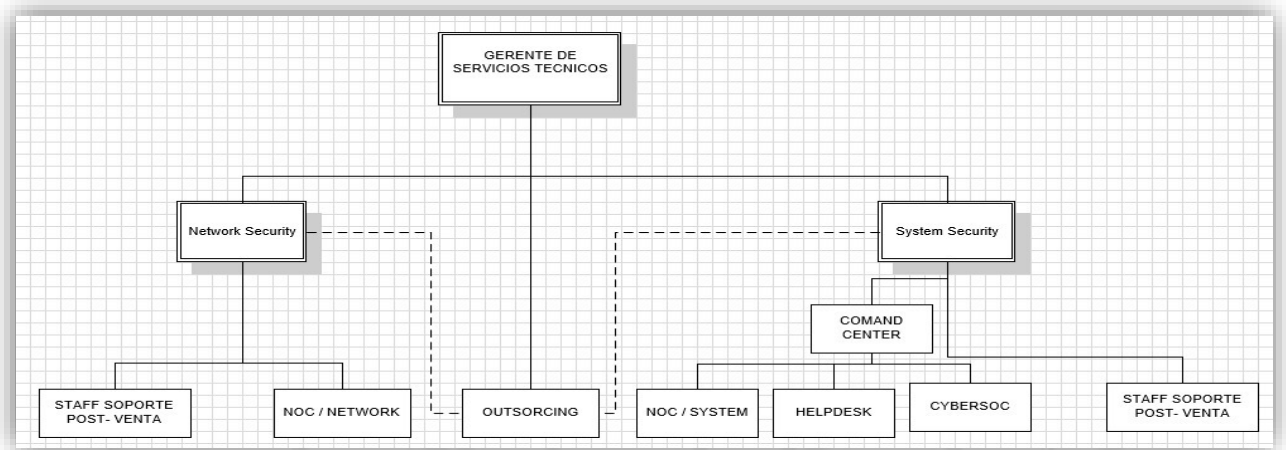 GERENTE DE
SERVICIOS TECNICOS
Network Security
System Security
COMAND
CENTER
STAFF SOPORTE
POST- VENTA
NOC / NETWORK
OUTSORCING
NOC / SYSTEM
HELPDESK
CYBERSOC
STAFF SOPORTE
POST- VENTA